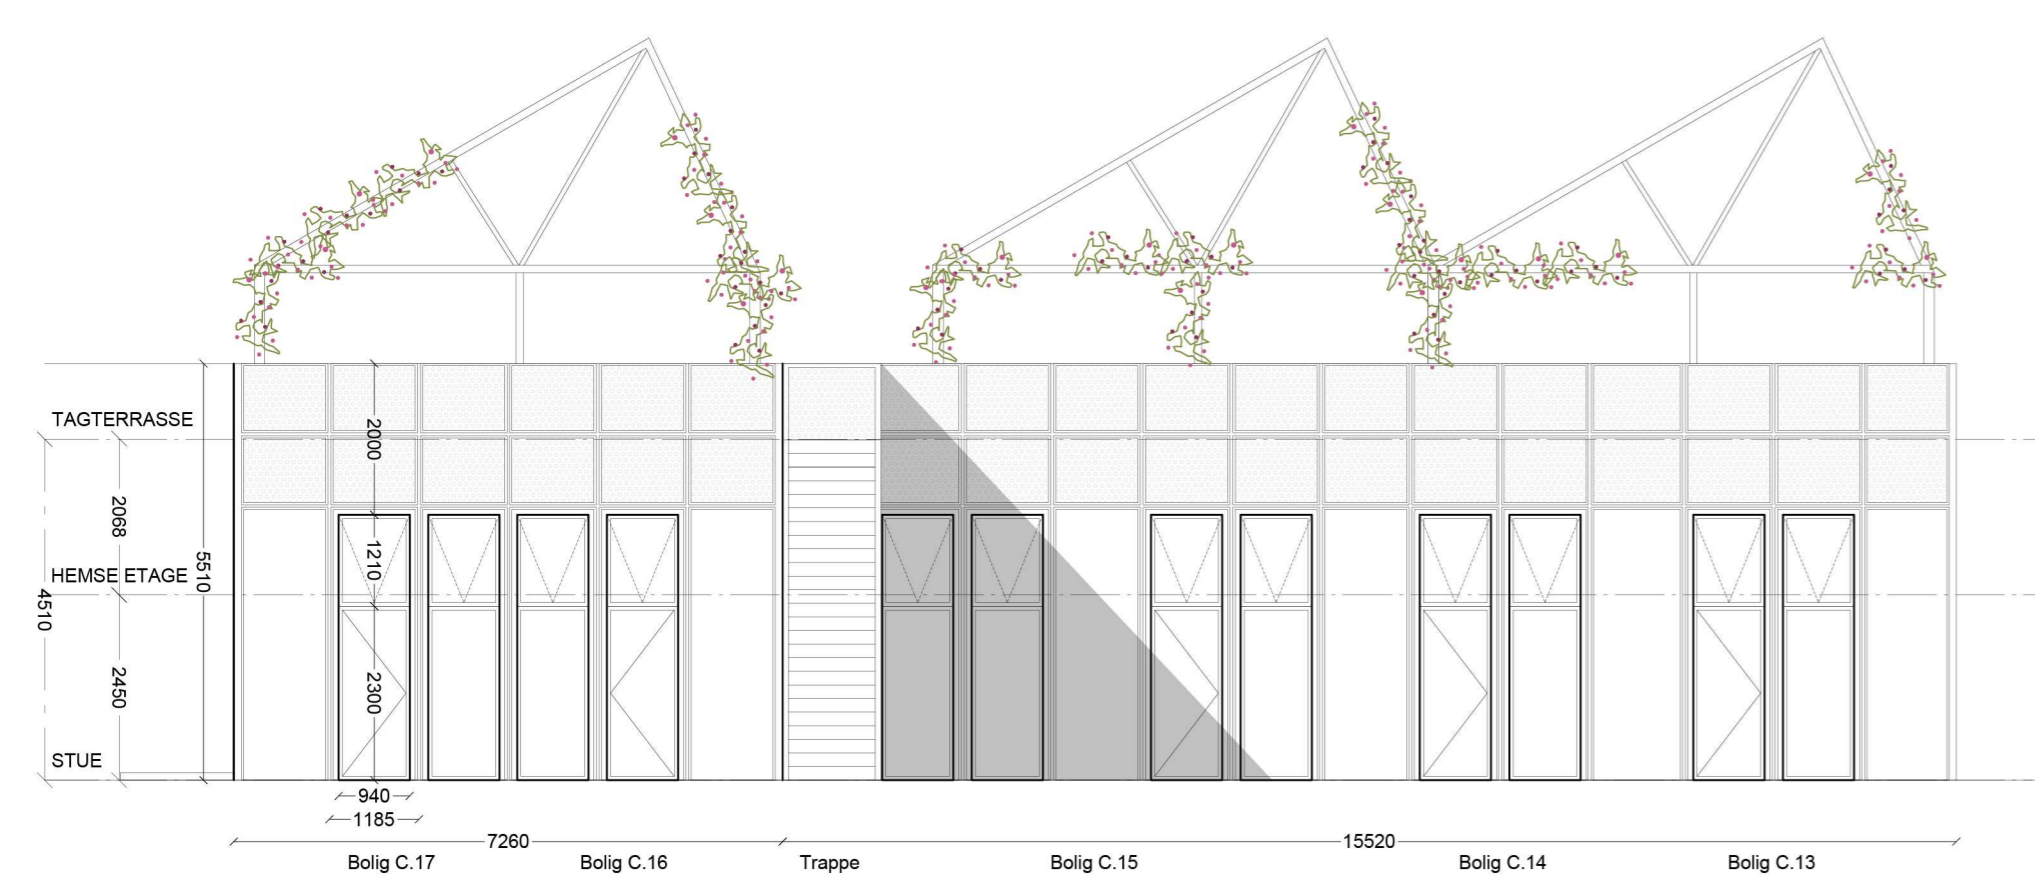 TAGTERRASSE
2000
2068
5510
1210
HEMSE ETAGE
4510
2450
2300
STUE
940
1185
7260
15520
Bolig C.17
Bolig C.16
Trappe
Bolig C.15
Bolig C.14
Bolig C.13